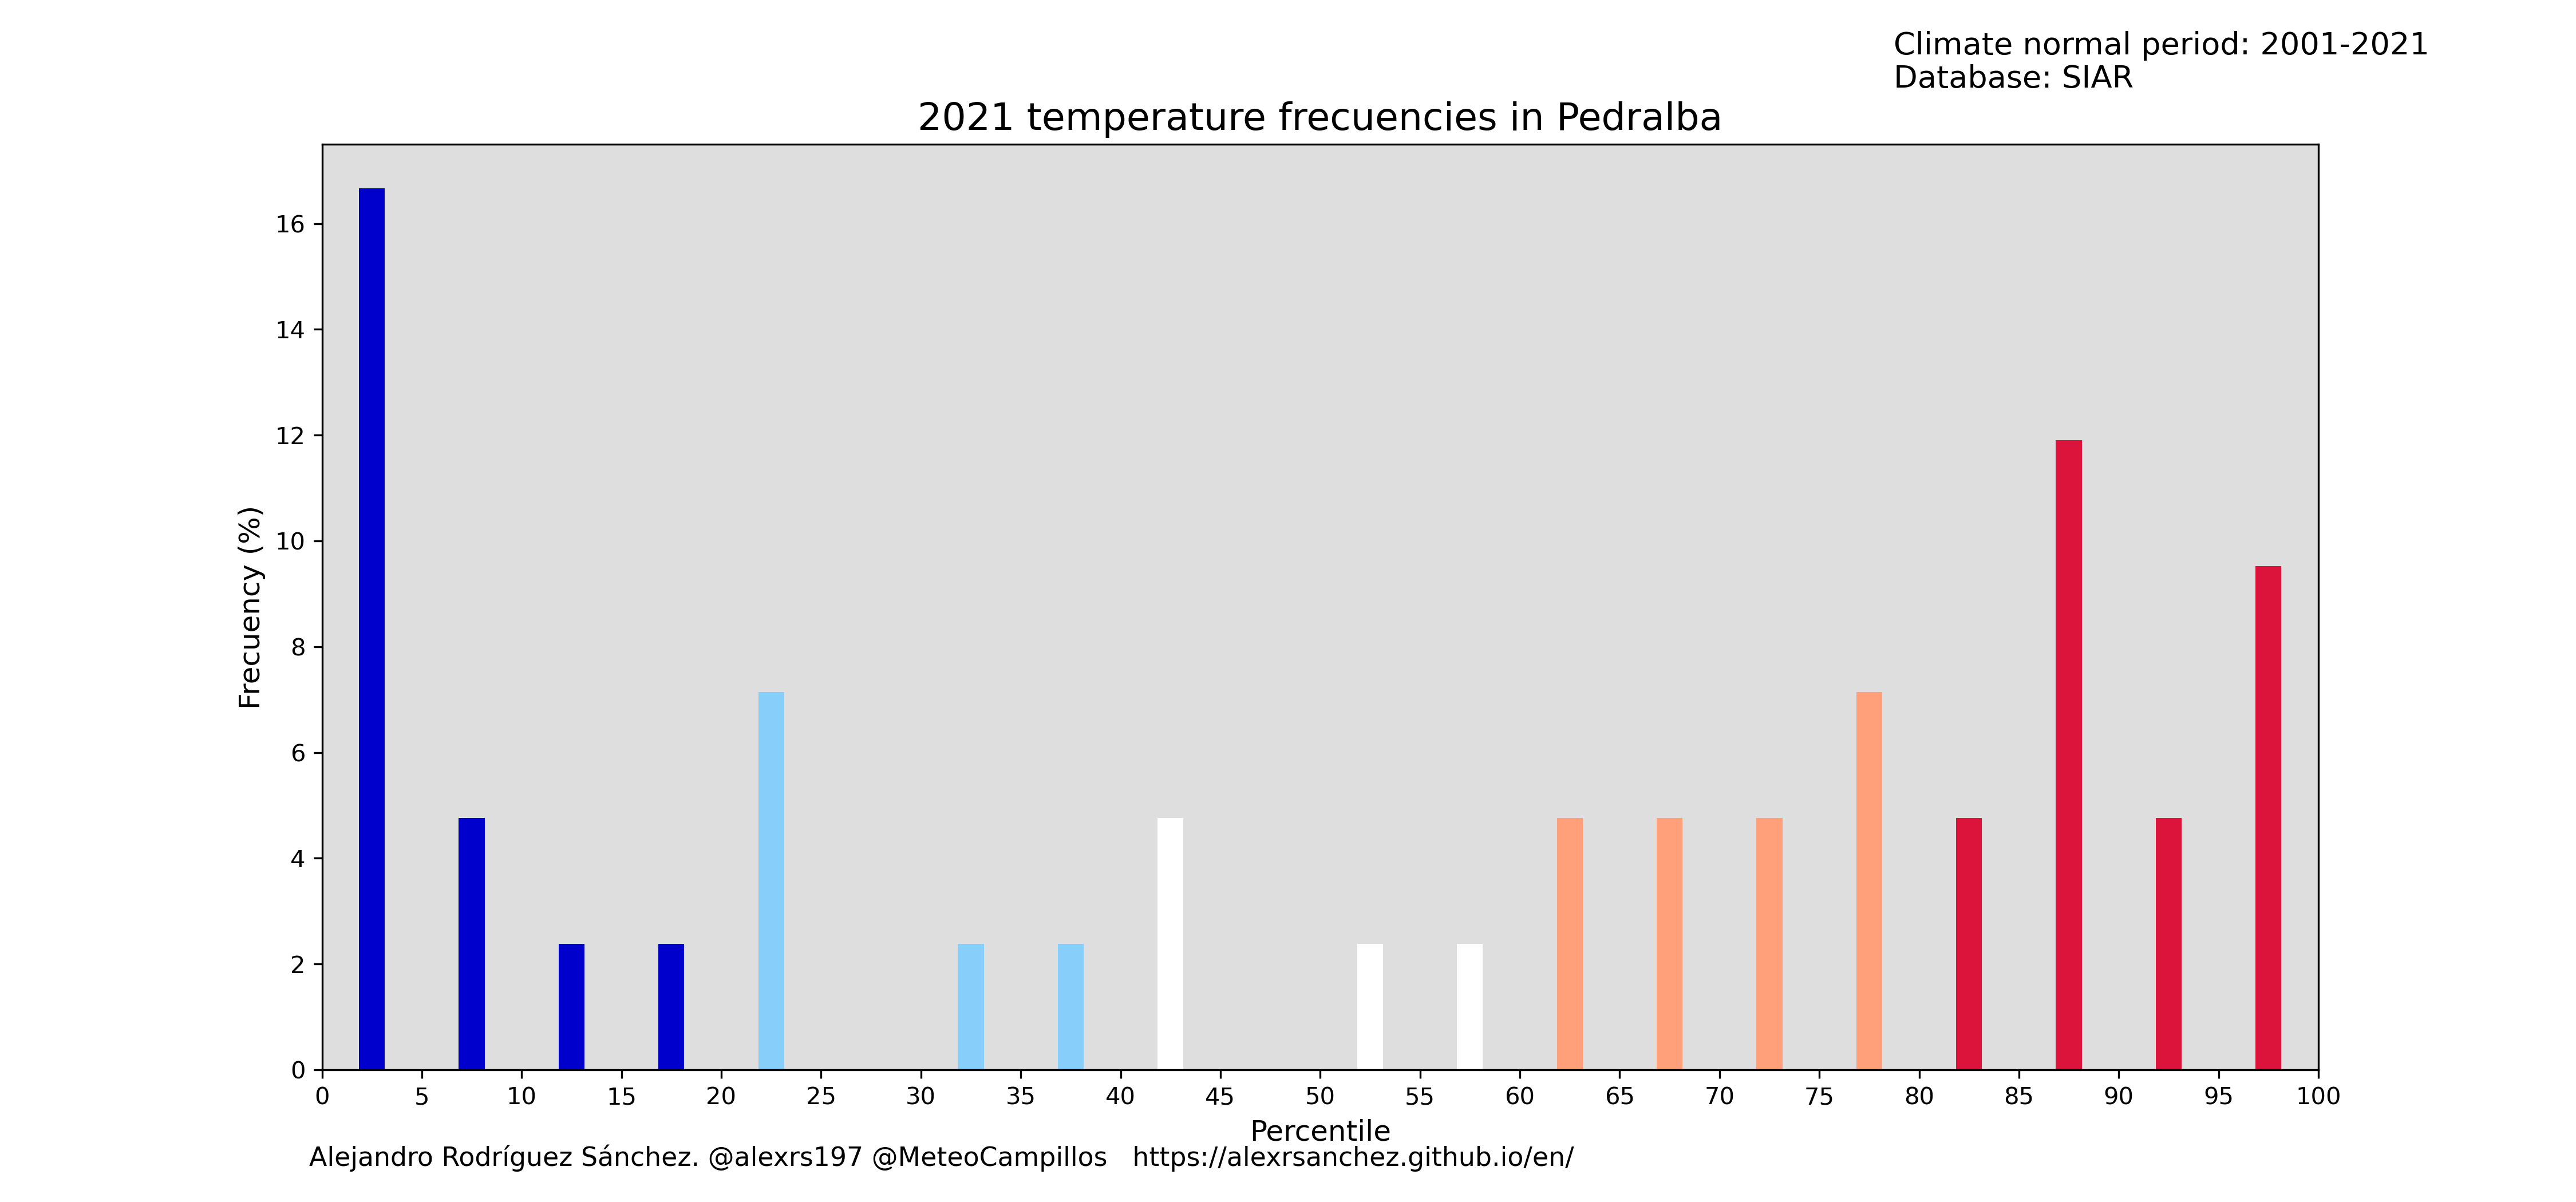 Climate normal period: 2001-2021
Database: SIAR
2021 temperature frecuencies in Pedralba
Frecuency (%)
16
14
12
10
8
6
4
2
0
0 5 10 15 20 25 30 35 40 45 50 55 60 65 70 75 80 85 90 95 100
Percentile
Alejandro Rodríguez Sánchez. @alexrs197 @MeteoCampillos https://alexrsanchez.github.io/en/